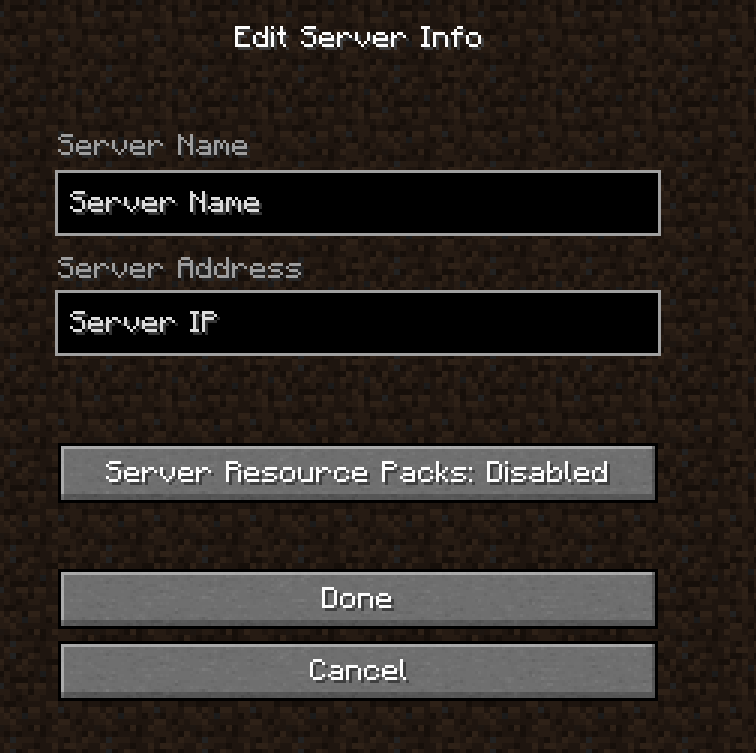 Edit Server Info
Server Name
Server Name
Server Address
Server IP
Server Resource Packs: Disabled
Done
Cancel